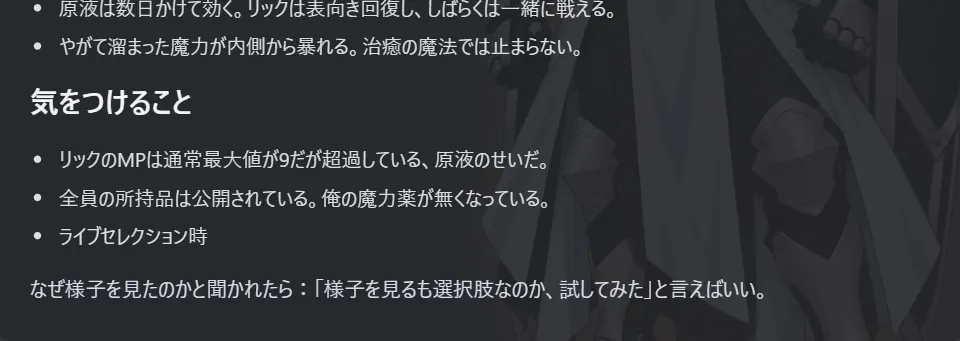 • 原液は数日かけて効く。リックは表向き回復し、しばらくは一緒に戦える。
• やがて溜まった魔力が内側から暴れる。治癒の魔法では止まらない。
気をつけること
• リックのMPは通常最大値が9だが超過している、原液のせいだ。
• 全員の所持品は公開されている。俺の魔力薬が無くなっている。
• ライブセレクション時
なぜ様子を見たのかと聞かれたら：「様子を見るも選択肢なのか、試してみた」と言えばいい。